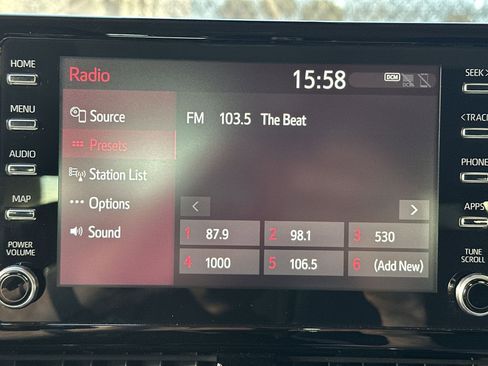 HOME
MENU
AUDIO
MAP
POWER
VOLUME
Radio
15:58
DCM
Source
Presets
Station List
Options
Sound
FM 103.5 The Beat
<
>
1 87.9
2 98.1
3 530
4 1000
5 106.5
6 (Add New)
SEEK>
<TRACK
PHONE
APPS
TUNE
SCROLL